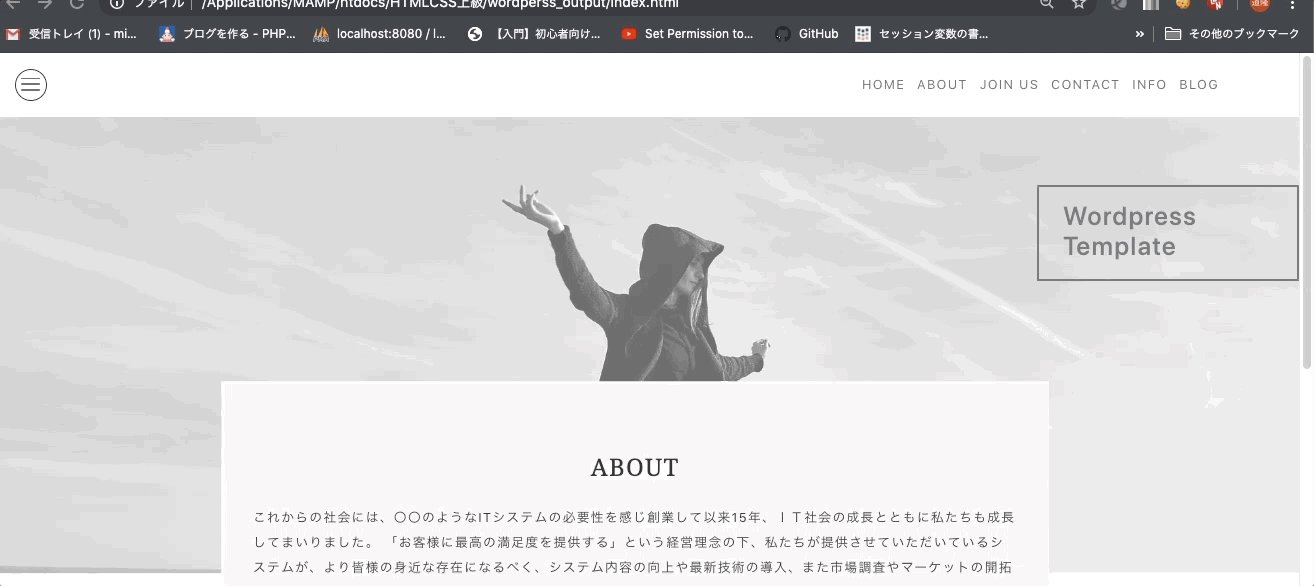 ファイル | /Applications/MAMP/htdocs/HTMLCSS上級/wordperss_output/index.html
受信トレイ (1) - mi... ブログを作る - PHP... localhost:8080 / l... 【入門】初心者向け... Set Permission to... GitHub セッション変数の書... » その他のブックマーク
HOME ABOUT JOIN US CONTACT INFO BLOG
Wordpress
Template
ABOUT
これからの社会には、〇〇のようなITシステムの必要性を感じ創業して以来15年、ＩＴ社会の成長とともに私たちも成長
してまいりました。 「お客様に最高の満足度を提供する」という経営理念の下、私たちが提供させていただいているシ
ステムが、より皆様の身近な存在になるべく、システム内容の向上や最新技術の導入、また市場調査やマーケットの開拓